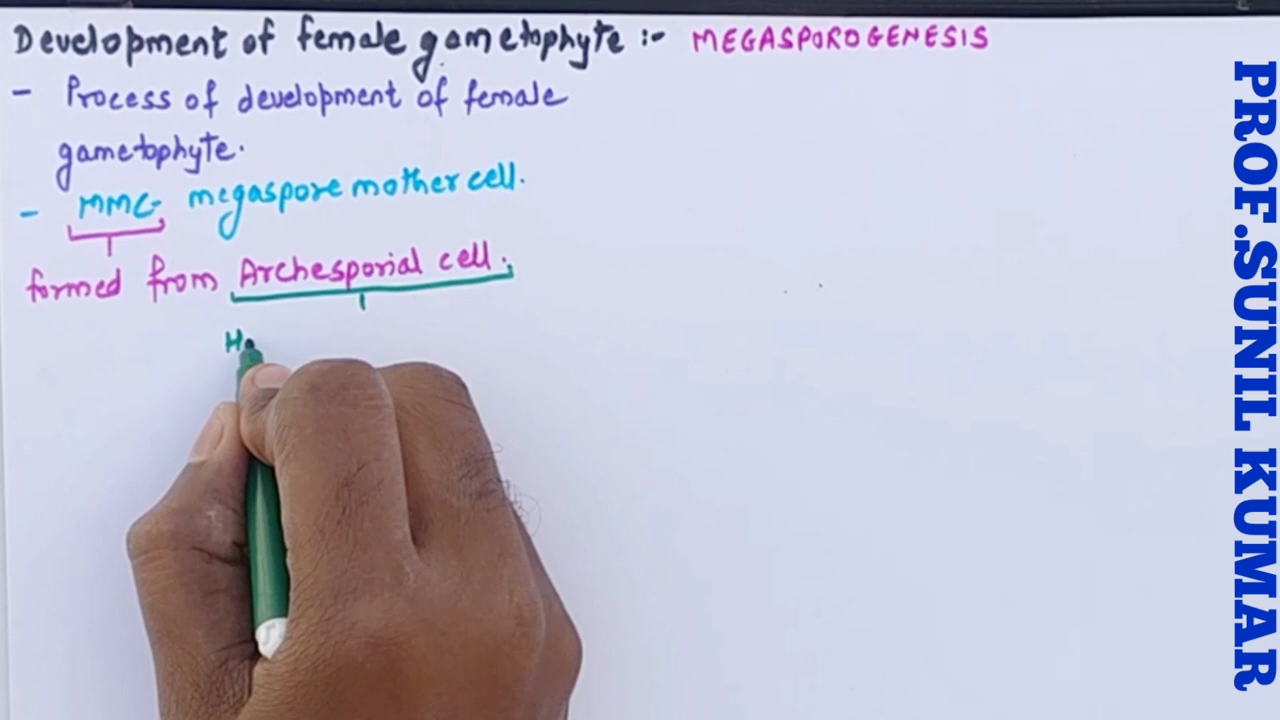 Development of female gametophyte :- MEGASPOROGENESIS
- Process of development of female
gametophyte.
- MMC megaspore mother cell.
formed from Archesporial cell.
H
PROF.SUNIL KUMAR